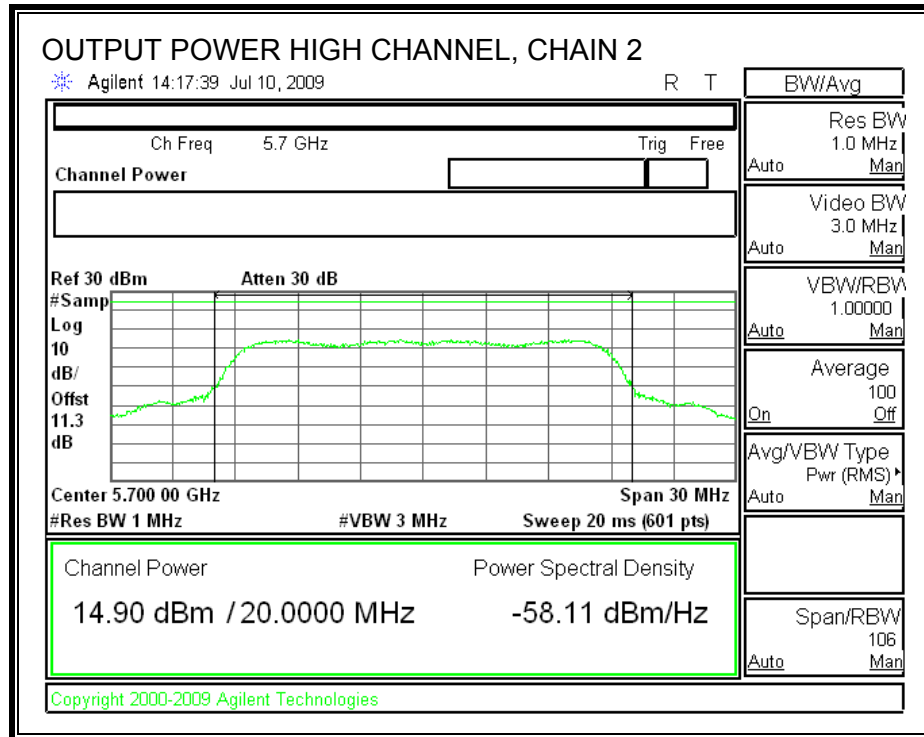 OUTPUT POWER HIGH CHANNEL, CHAIN 2
Agilent 14:17:39 Jul 10, 2009 R T
BW/Avg
Ch Freq 5.7 GHz Trig Free
Channel Power
Res BW
1.0 MHz
Auto Man
Video BW
3.0 MHz
Auto Man
Ref 30 dBm Atten 30 dB
#Samp
Log
10
dB/
Offst
11.3
dB
VBW/RBW
1.00000
Auto Man
Average
100
On Off
Avg/VBW Type
Pwr (RMS)
Auto Man
Center 5.700 00 GHz Span 30 MHz
#Res BW 1 MHz #VBW 3 MHz Sweep 20 ms (601 pts)
Channel Power Power Spectral Density
14.90 dBm / 20.0000 MHz -58.11 dBm/Hz
Span/RBW
106
Auto Man
Copyright 2000-2009 Agilent Technologies